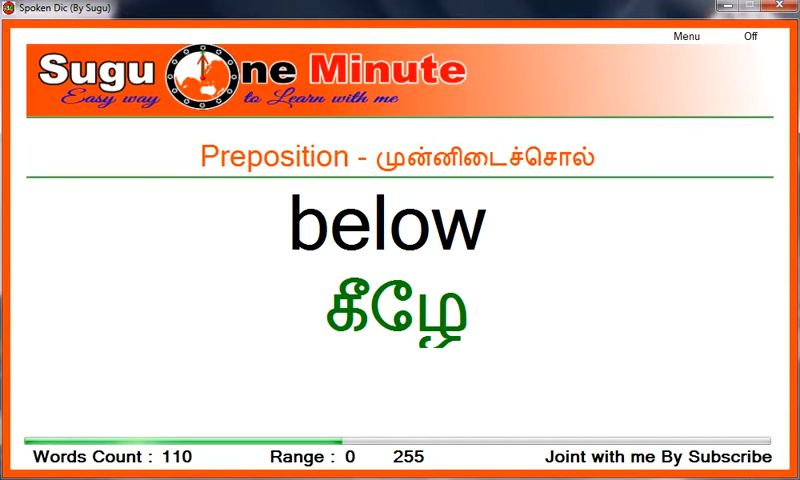 Spoken Dic (By Sugu)
Menu Off
Sugu One Minute
Easy way to Learn with me
Preposition - முன்னிடைச்சொல்
below
கீழே
Words Count : 110 Range : 0 255 Joint with me By Subscribe